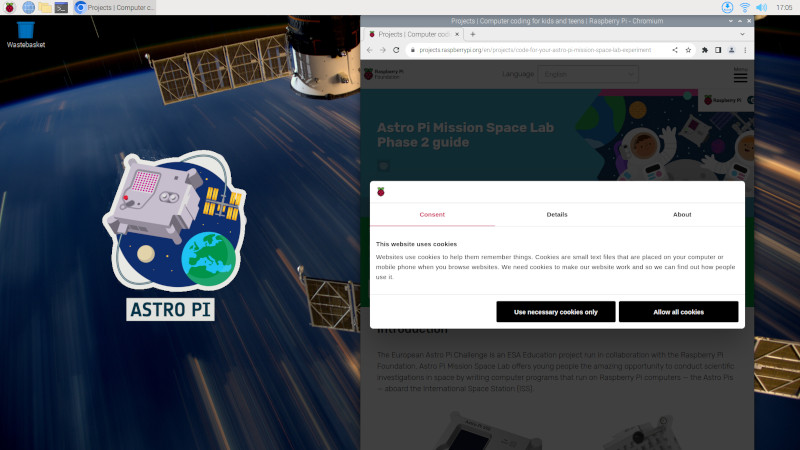 Projects | Computer c...
17:05
Wastebasket
ASTRO PI
Projects | Computer coding for kids and teens | Raspberry Pi - Chromium
Projects | Computer codi
projects.raspberrypi.org/en/projects/code-for-your-astro-pi-mission-space-lab-experiment
Raspberry Pi
Foundation
Language
English
Menu
Raspberry Pi
Astro Pi Mission Space Lab
Phase 2 guide
Consent
Details
About
This website uses cookies
Websites use cookies to help them remember things. Cookies are small text files that are placed on your computer or
mobile phone when you browse websites. We need cookies to make our website work and so we can find out how people
use it.
Use necessary cookies only
Allow all cookies
Introduction
The European Astro Pi Challenge is an ESA Education project run in collaboration with the Raspberry Pi
Foundation. Astro Pi Mission Space Lab offers young people the amazing opportunity to conduct scientific
investigations in space by writing computer programs that run on Raspberry Pi computers — the Astro Pis
— aboard the International Space Station (ISS).